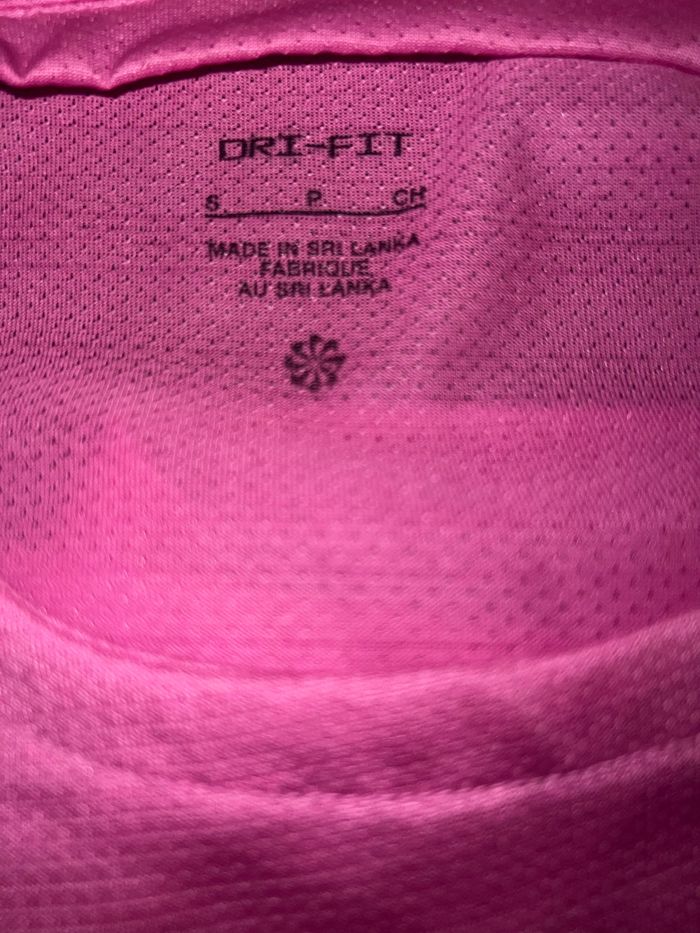 DRI-FIT
S P CH
MADE IN SRI LANKA
FABRIQUE
AU SRI LANKA